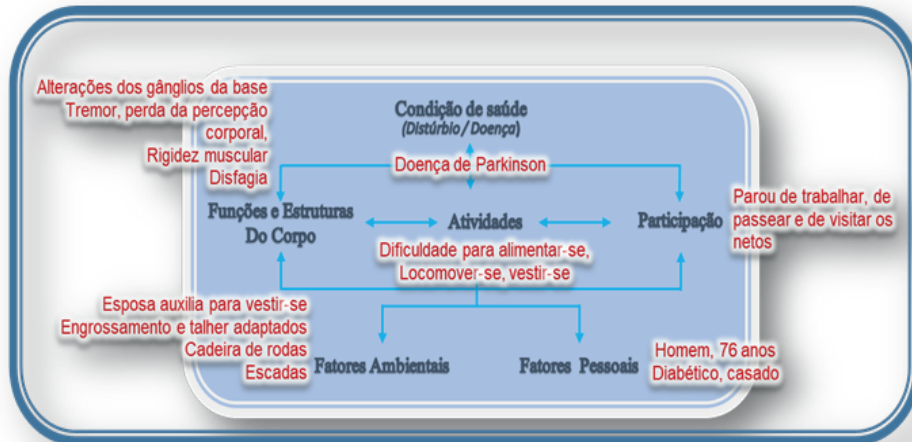 Alterações dos gânglios da base
Tremor, perda da percepção
corporal,
Rigidez muscular
Disfagia
Condição de saúde
(Distúrbio / Doença)
Doença de Parkinson
Funções e Estruturas
Do Corpo
Atividades
Participação
Parou de trabalhar, de
passear e de visitar os
netos
Dificuldade para alimentar-se,
Locomover-se, vestir-se
Esposa auxilia para vestir-se
Engrossamento e talher adaptados
Cadeira de rodas
Escadas
Fatores Ambientais
Fatores Pessoais
Homem, 76 anos
Diabético, casado